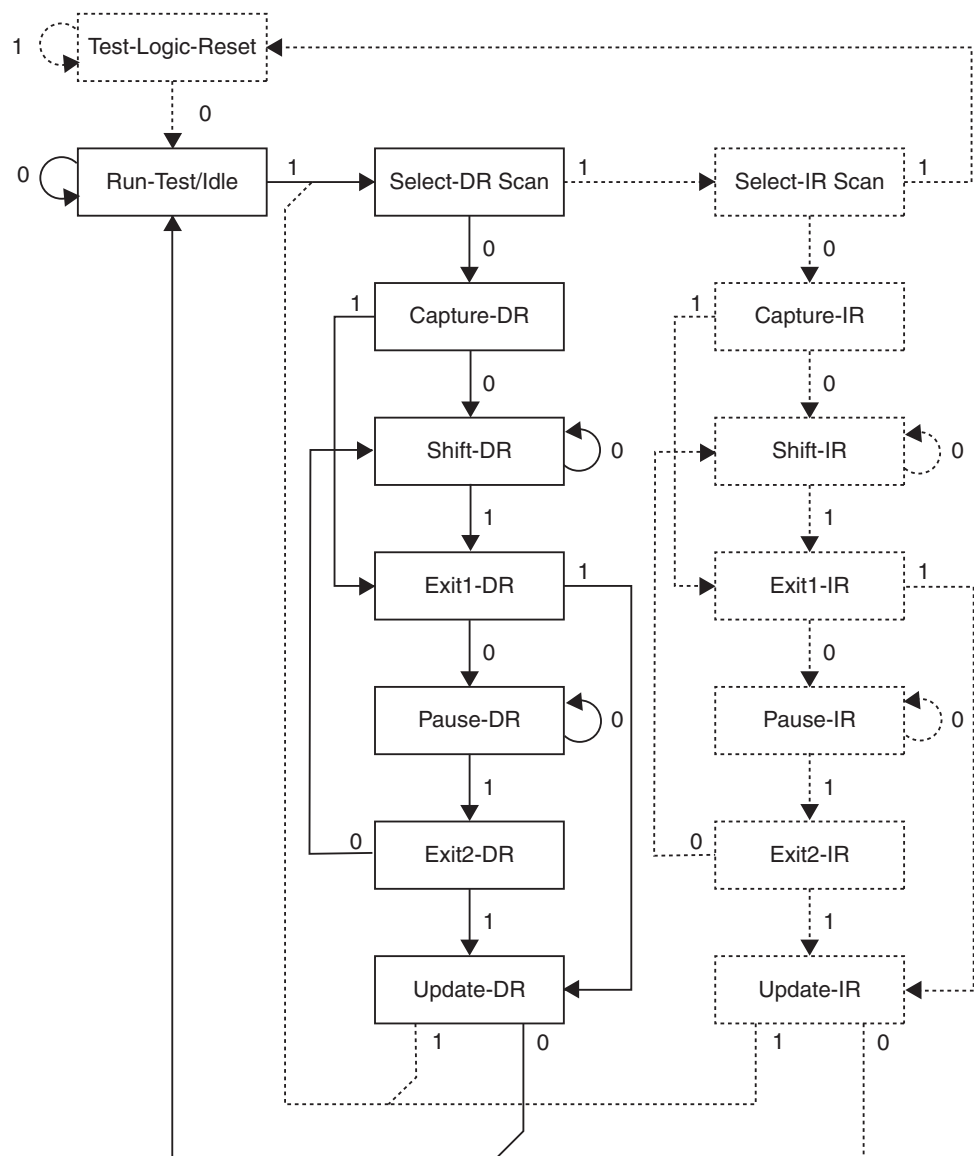 1 Test-Logic-Reset
0
0 Run-Test/Idle 1 Select-DR Scan 1 Select-IR Scan 1
0 0
1 Capture-DR 1 Capture-IR
0 0
Shift-DR 0 Shift-IR 0
1 1
Exit1-DR 1 Exit1-IR 1
0 0
Pause-DR 0 Pause-IR 0
1 1
0 Exit2-DR 0 Exit2-IR
1 1
Update-DR Update-IR
1 0 1 0